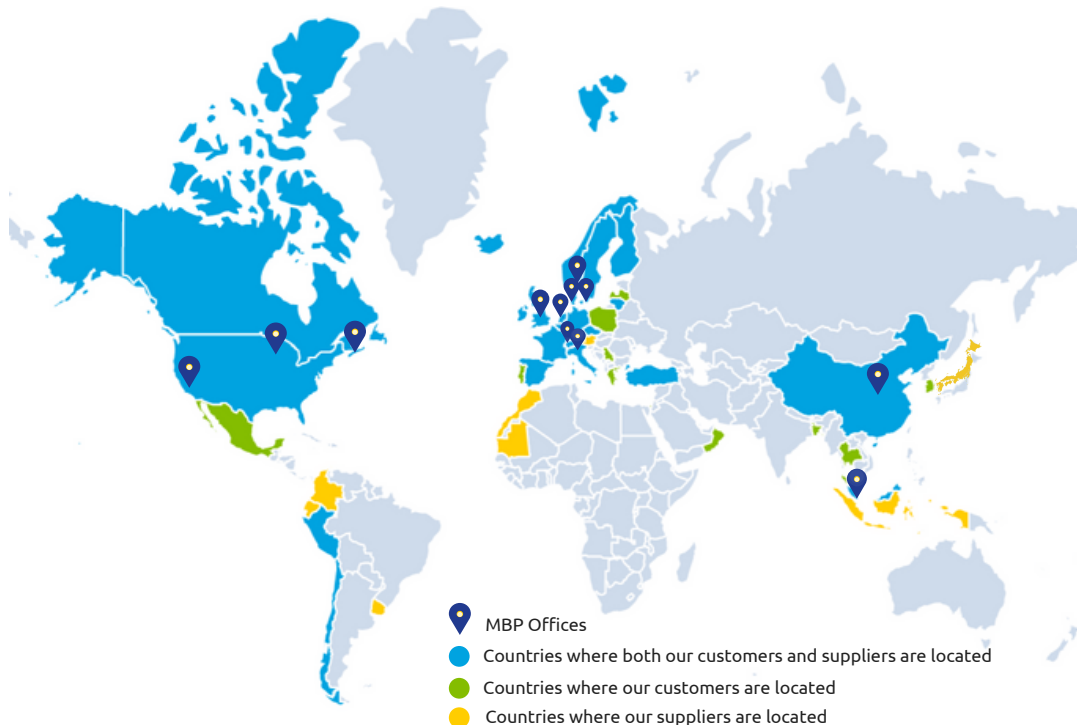 MBP Offices
Countries where both our customers and suppliers are located
Countries where our customers are located
Countries where our suppliers are located